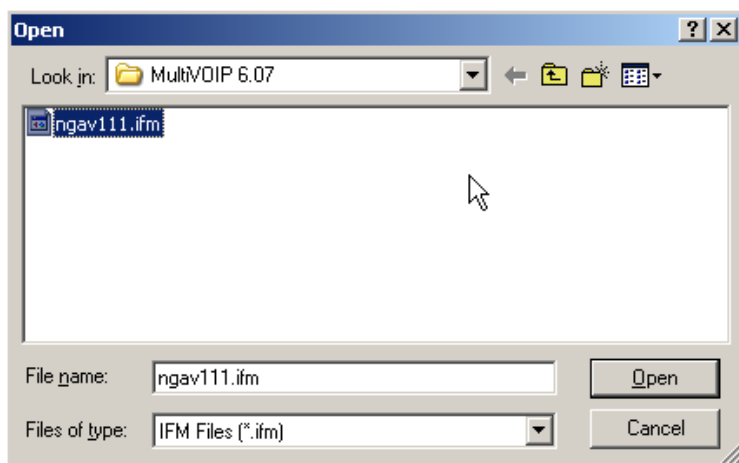 Open
Look in: MultiVOIP 6.07
ngav111.ifm
File name: ngav111.ifm Open
Files of type: IFM Files (*.ifm) Cancel